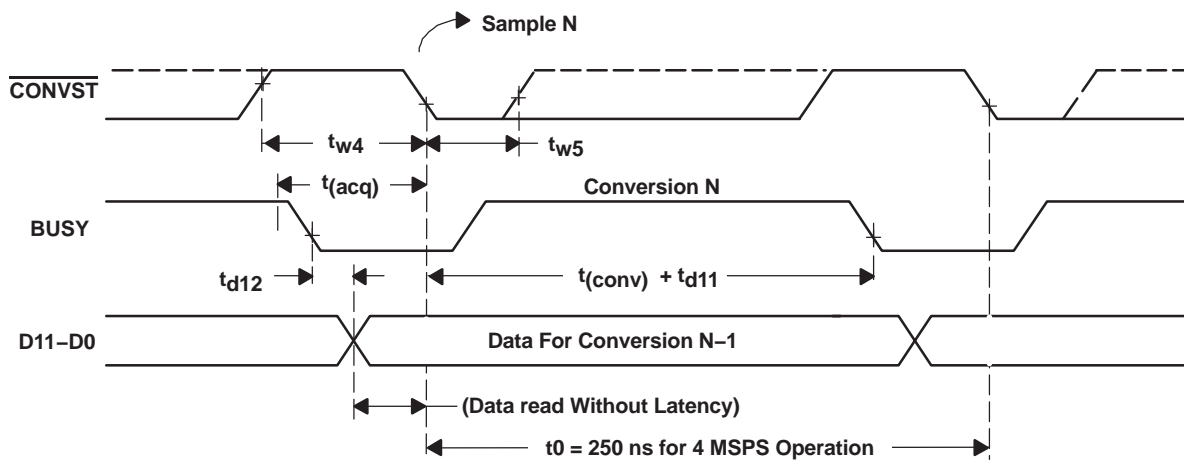 Sample N
CONVST
tw4
tw5
t(acq)
Conversion N
BUSY
td12
t(conv) + td11
D11–D0
Data For Conversion N–1
(Data read Without Latency)
t0 = 250 ns for 4 MSPS Operation